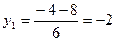 y₁ = (−4−8)/6 = −2